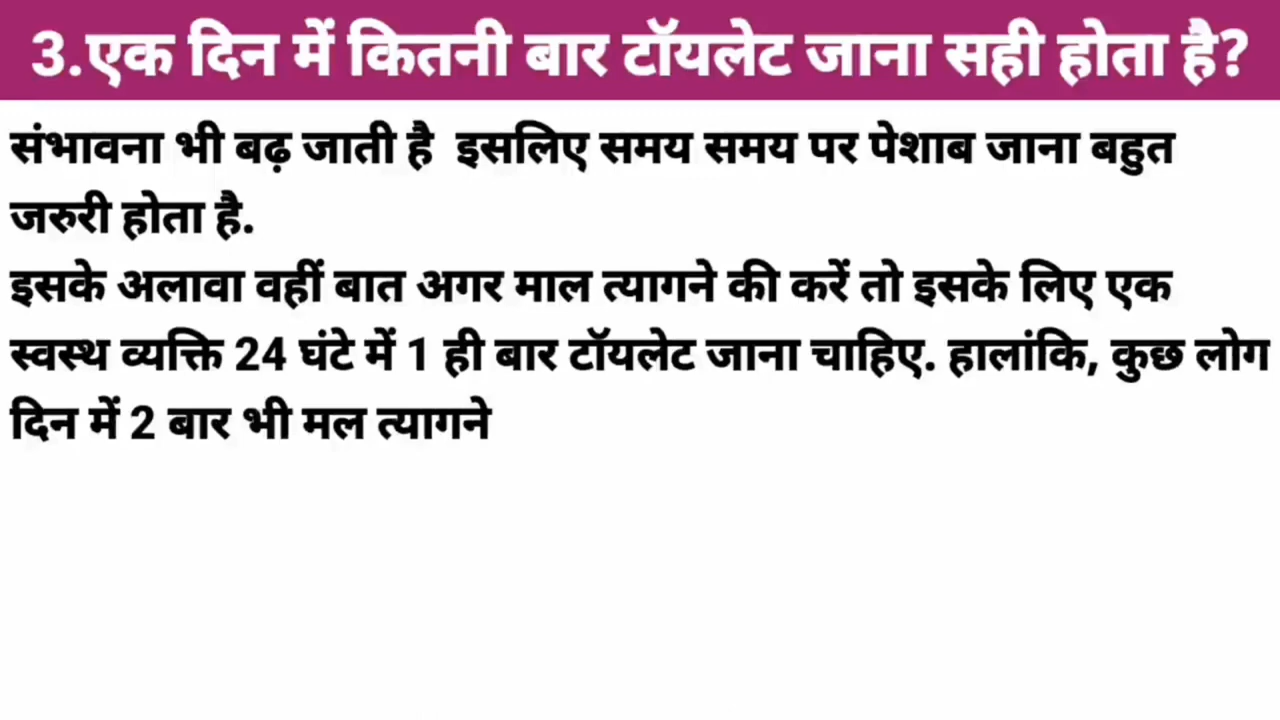 3.एक दिन में कितनी बार टॉयलेट जाना सही होता है?
संभावना भी बढ़ जाती है इसलिए समय समय पर पेशाब जाना बहुत
जरुरी होता है.
इसके अलावा वहीं बात अगर माल त्यागने की करें तो इसके लिए एक
स्वस्थ व्यक्ति 24 घंटे में 1 ही बार टॉयलेट जाना चाहिए. हालांकि, कुछ लोग
दिन में 2 बार भी मल त्यागने